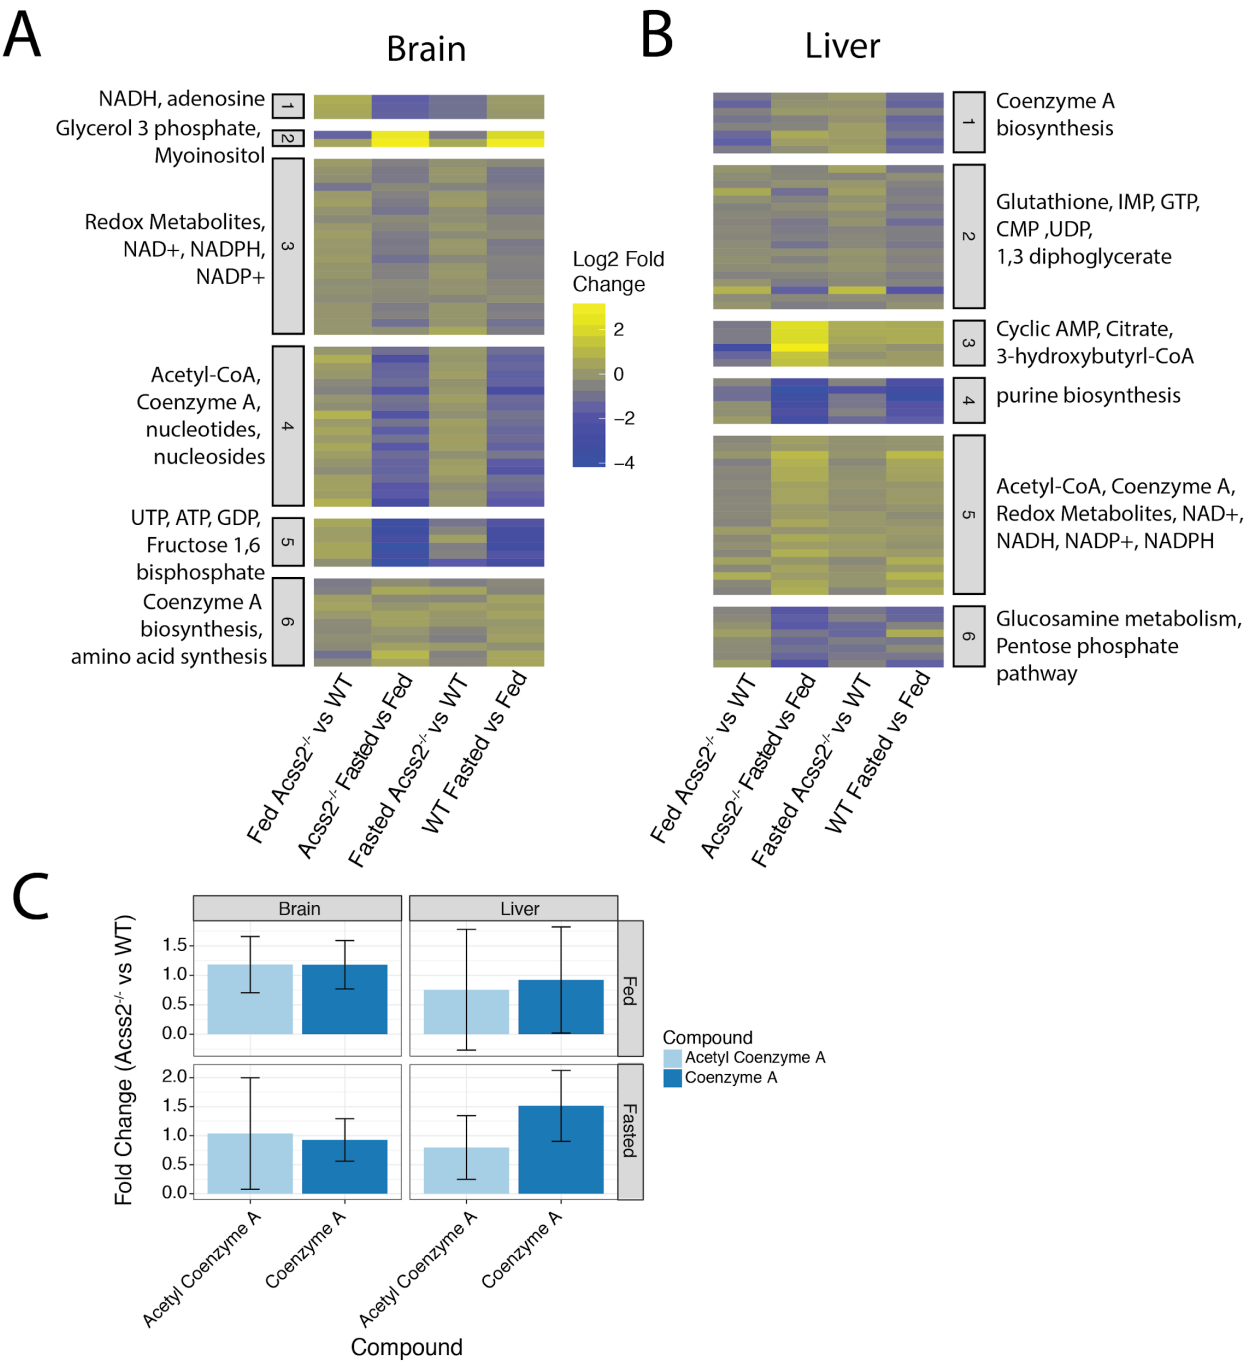 A
Brain
NADH, adenosine
Glycerol 3 phosphate,
Myoinositol
Redox Metabolites,
NAD+, NADPH,
NADP+
Acetyl-CoA,
Coenzyme A,
nucleotides,
nucleosides
UTP, ATP, GDP,
Fructose 1,6
bisphosphate
Coenzyme A
biosynthesis,
amino acid synthesis
1
2
3
4
5
6
Fed Acss2-/- vs WT
Acss2-/- Fasted vs Fed
Fasted Acss2-/- vs WT
WT Fasted vs Fed
Log2 Fold
Change
2
0
−2
−4
B
Liver
1
2
3
4
5
6
Coenzyme A
biosynthesis
Glutathione, IMP, GTP,
CMP ,UDP,
1,3 diphoglycerate
Cyclic AMP, Citrate,
3-hydroxybutyrl-CoA
purine biosynthesis
Acetyl-CoA, Coenzyme A,
Redox Metabolites, NAD+,
NADH, NADP+, NADPH
Glucosamine metabolism,
Pentose phosphate
pathway
Fed Acss2-/- vs WT
Acss2-/- Fasted vs Fed
Fasted Acss2-/- vs WT
WT Fasted vs Fed
C
Brain
Liver
Fold Change (Acss2-/- vs WT)
1.5
1.0
0.5
0.0
Fed
2.0
1.5
1.0
0.5
0.0
Fasted
Acetyl Coenzyme A
Coenzyme A
Acetyl Coenzyme A
Coenzyme A
Compound
Compound
Acetyl Coenzyme A
Coenzyme A